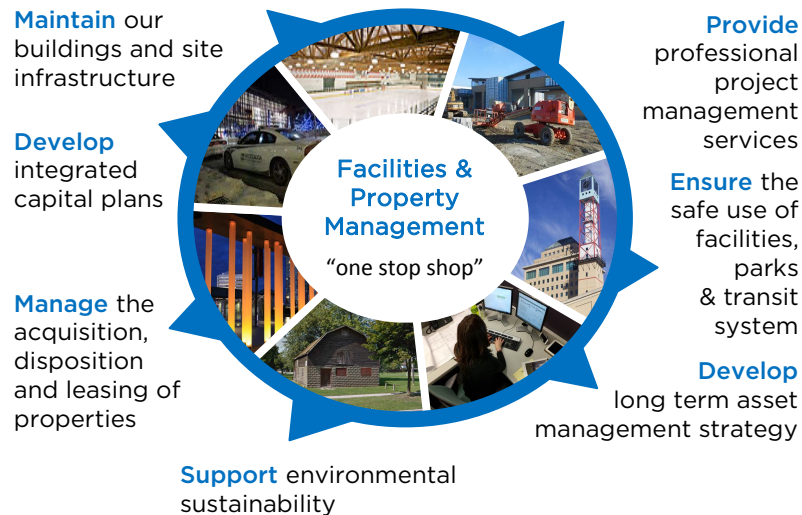 Maintain our
buildings and site
infrastructure
Develop
integrated
capital plans
Manage the
acquisition,
disposition
and leasing of
properties
Support environmental
sustainability
Facilities &
Property
Management
“one stop shop”
Provide
professional
project
management
services
Ensure the
safe use of
facilities,
parks
& transit
system
Develop
long term asset
management strategy